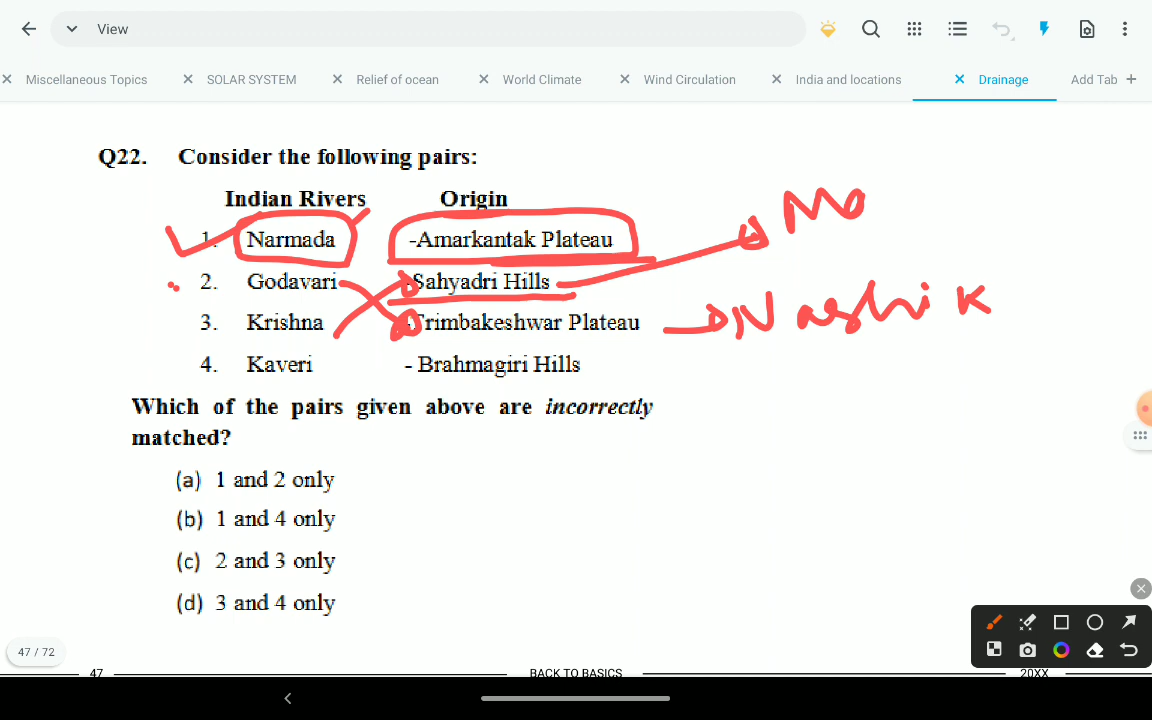 View
Miscellaneous Topics SOLAR SYSTEM Relief of ocean World Climate Wind Circulation India and locations Drainage Add Tab +
Q22. Consider the following pairs:
Indian Rivers Origin
1. Narmada -Amarkantak Plateau Ma
2. Godavari -Sahyadri Hills
3. Krishna -Trimbakeshwar Plateau Nashik
4. Kaveri - Brahmagiri Hills
Which of the pairs given above are incorrectly
matched?
(a) 1 and 2 only
(b) 1 and 4 only
(c) 2 and 3 only
(d) 3 and 4 only
47 / 72
47 BACK TO BASICS 20XX